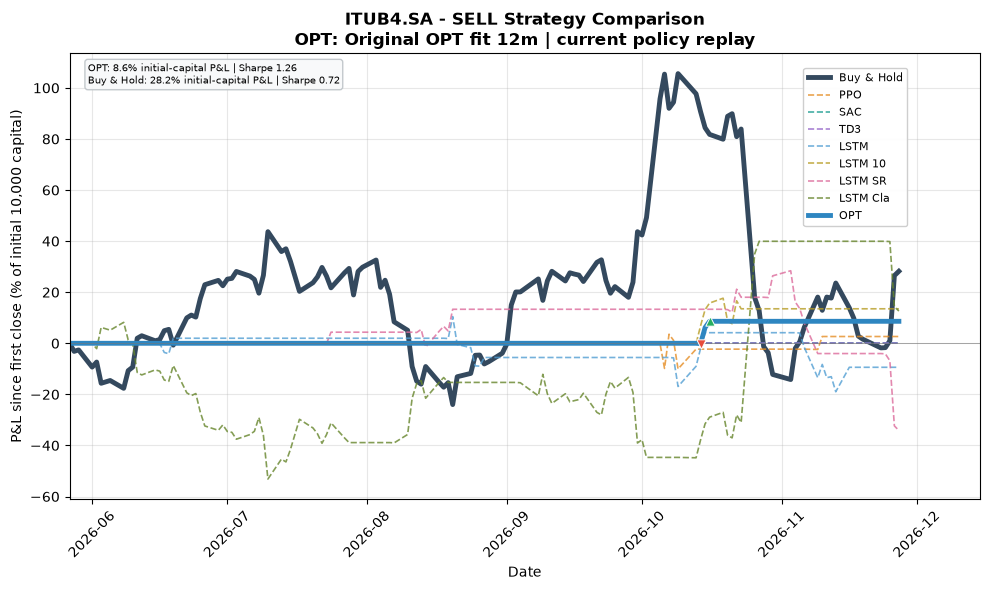 ITUB4.SA - SELL Strategy Comparison
OPT: Original OPT fit 12m | current policy replay
OPT: 8.6% initial-capital P&L | Sharpe 1.26
Buy & Hold: 28.2% initial-capital P&L | Sharpe 0.72
Buy & Hold
PPO
SAC
TD3
LSTM
LSTM 10
LSTM SR
LSTM Cla
OPT
P&L since first close (% of initial 10,000 capital)
100
80
60
40
20
0
−20
−40
−60
2026-06
2026-07
2026-08
2026-09
2026-10
2026-11
2026-12
Date